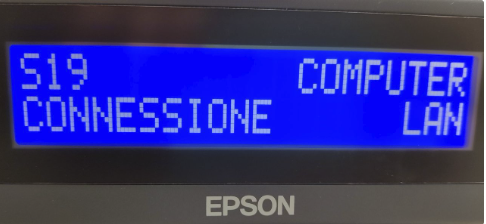 S19 COMPUTER
CONNESSIONE LAN
EPSON